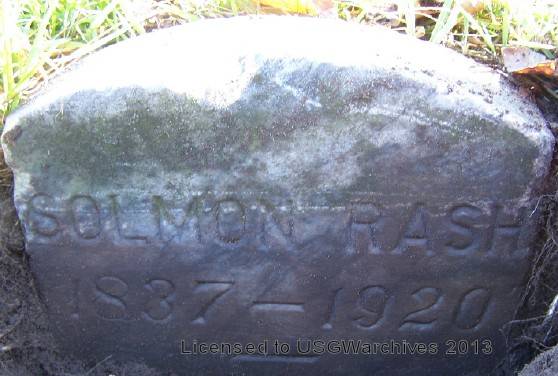 SOLMON RASH
1837 – 1920
Licensed to USGWarchives 2013